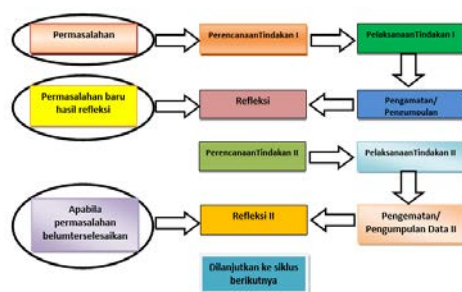 Permasalahan
PerencanaanTindakan I
PelaksanaanTindakan I
Permasalahan baru
hasil refleksi
Refleksi
Pengamatan/
Pengumpulan
PerencanaanTindakan II
PelaksanaanTindakan II
Apabila
permasalahan
belumterselesaikan
Refleksi II
Pengematan/
Pengumpulan Data II
Dilanjutkan ke siklus
berikutnya